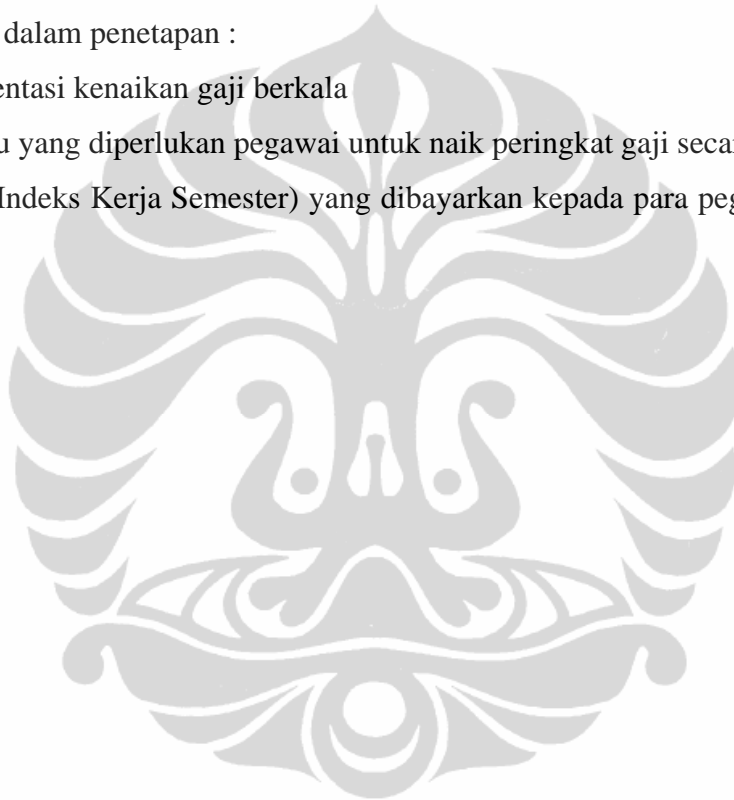 dalam penetapan :
entasi kenaikan gaji berkala
u yang diperlukan pegawai untuk naik peringkat gaji secar
Indeks Kerja Semester) yang dibayarkan kepada para peg